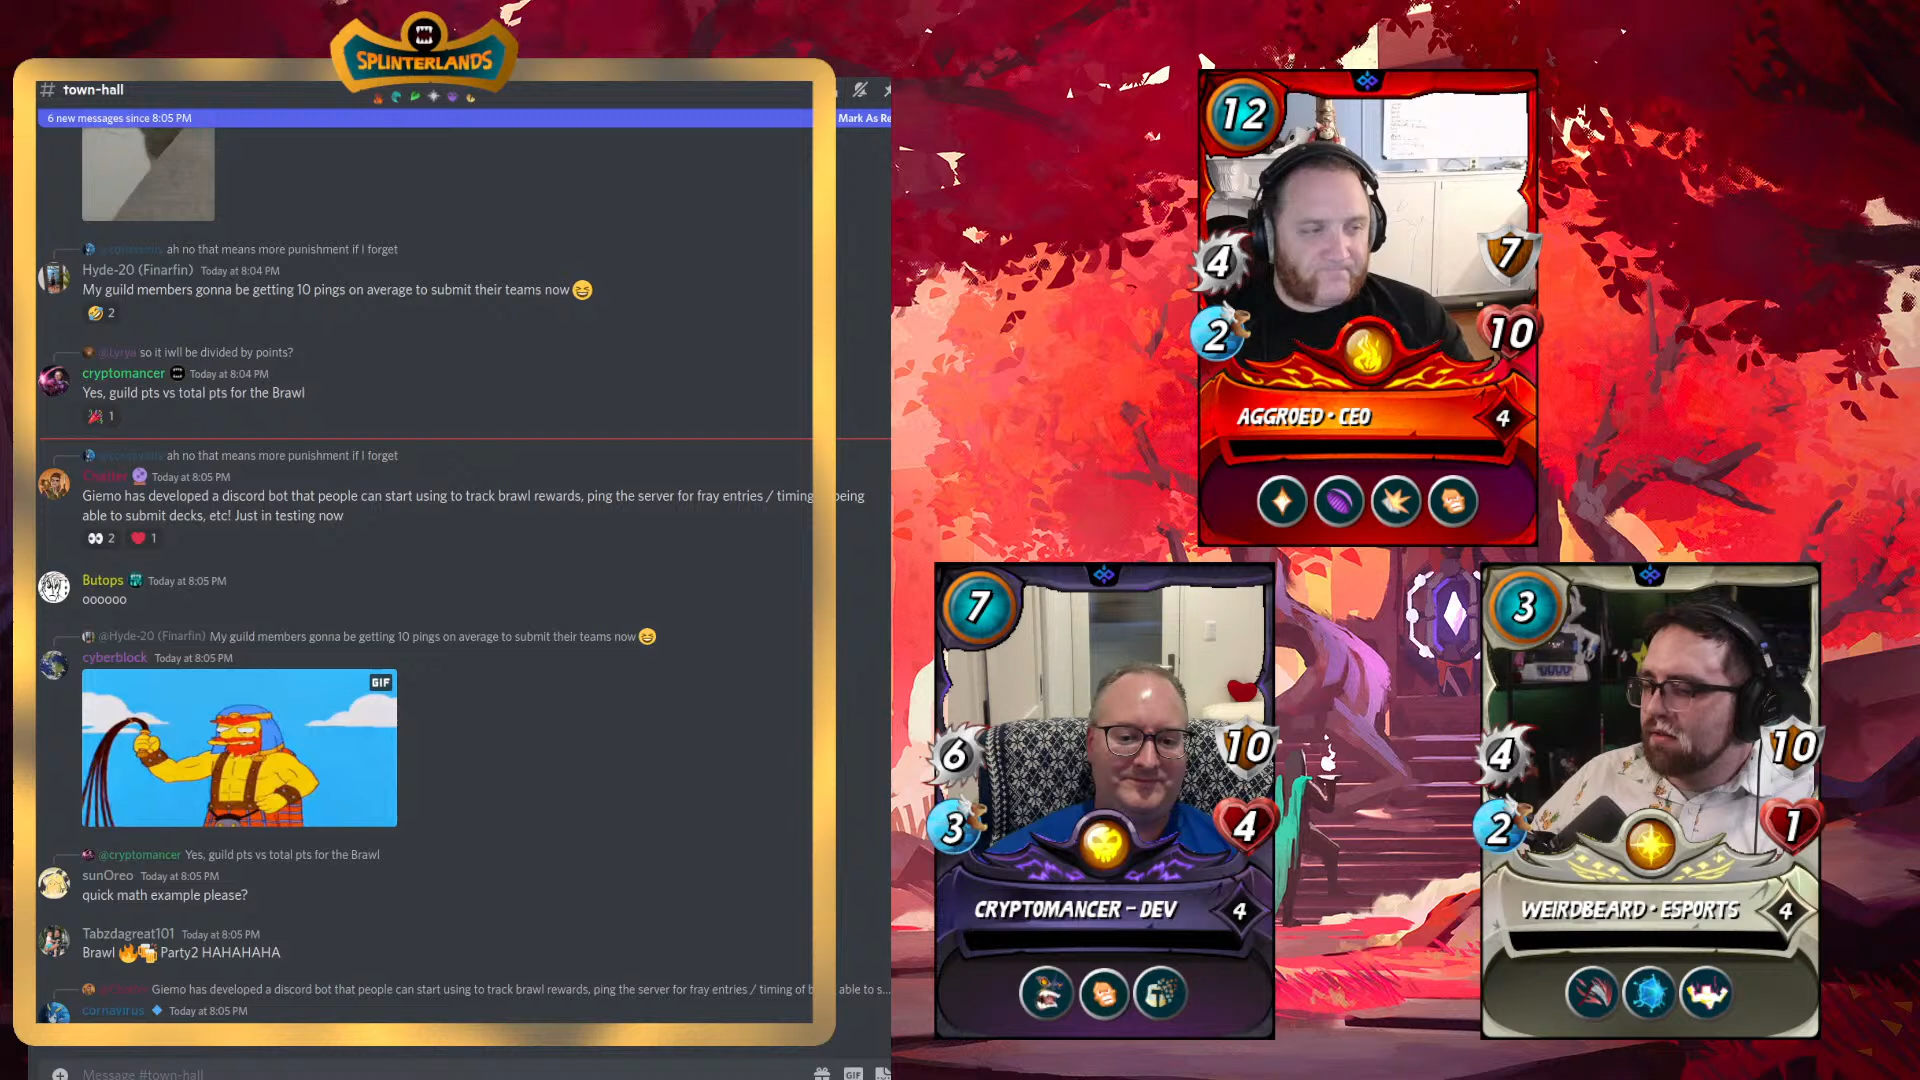 SPLINTERLANDS
# town-hall
6 new messages since 8:05 PM
Mark As Re
ah no that means more punishment if I forget
Hyde-20 (Finarfin) Today at 8:04 PM
My guild members gonna be getting 10 pings on average to submit their teams now
2
@Lyrya so it iwll be divided by points?
cryptomancer Today at 8:04 PM
Yes, guild pts vs total pts for the Brawl
1
ah no that means more punishment if I forget
Today at 8:05 PM
Giemo has developed a discord bot that people can start using to track brawl rewards, ping the server for fray entries / timing being
able to submit decks, etc! Just in testing now
2 1
Butops Today at 8:05 PM
oooooo
@Hyde-20 (Finarfin) My guild members gonna be getting 10 pings on average to submit their teams now
cyberblock Today at 8:05 PM
GIF
@cryptomancer Yes, guild pts vs total pts for the Brawl
sunOreo Today at 8:05 PM
quick math example please?
Tabzdagreat101 Today at 8:05 PM
Brawl Party2 HAHAHAHA
Giemo has developed a discord bot that people can start using to track brawl rewards, ping the server for fray entries / timing of b able to s...
cornavirus Today at 8:05 PM
Message #town-hall
GIF
12
4
7
2
10
AGGROED • CEO
4
7
6
10
3
4
CRYPTOMANCER - DEV
4
3
4
10
2
1
WEIRDBEARD • ESPORTS
4